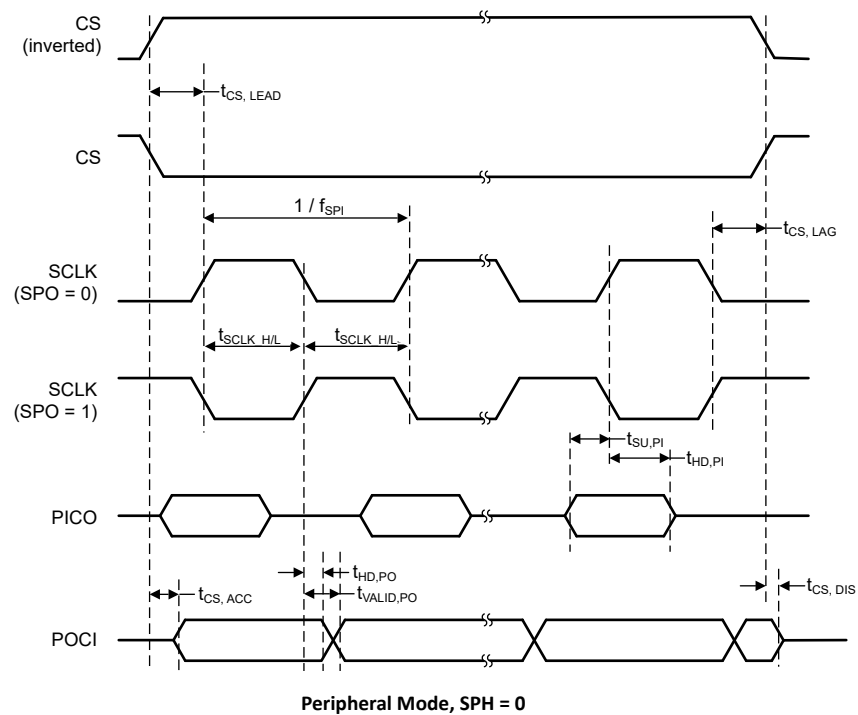 CS
(inverted)
tCS, LEAD
CS
1 / fSPI
tCS, LAG
SCLK
(SPO = 0)
tSCLK_H/L
tSCLK_H/L
SCLK
(SPO = 1)
tSU,PI
tHD,PI
PICO
tHD,PO
tCS, ACC
tVALID,PO
tCS, DIS
POCI
Peripheral Mode, SPH = 0